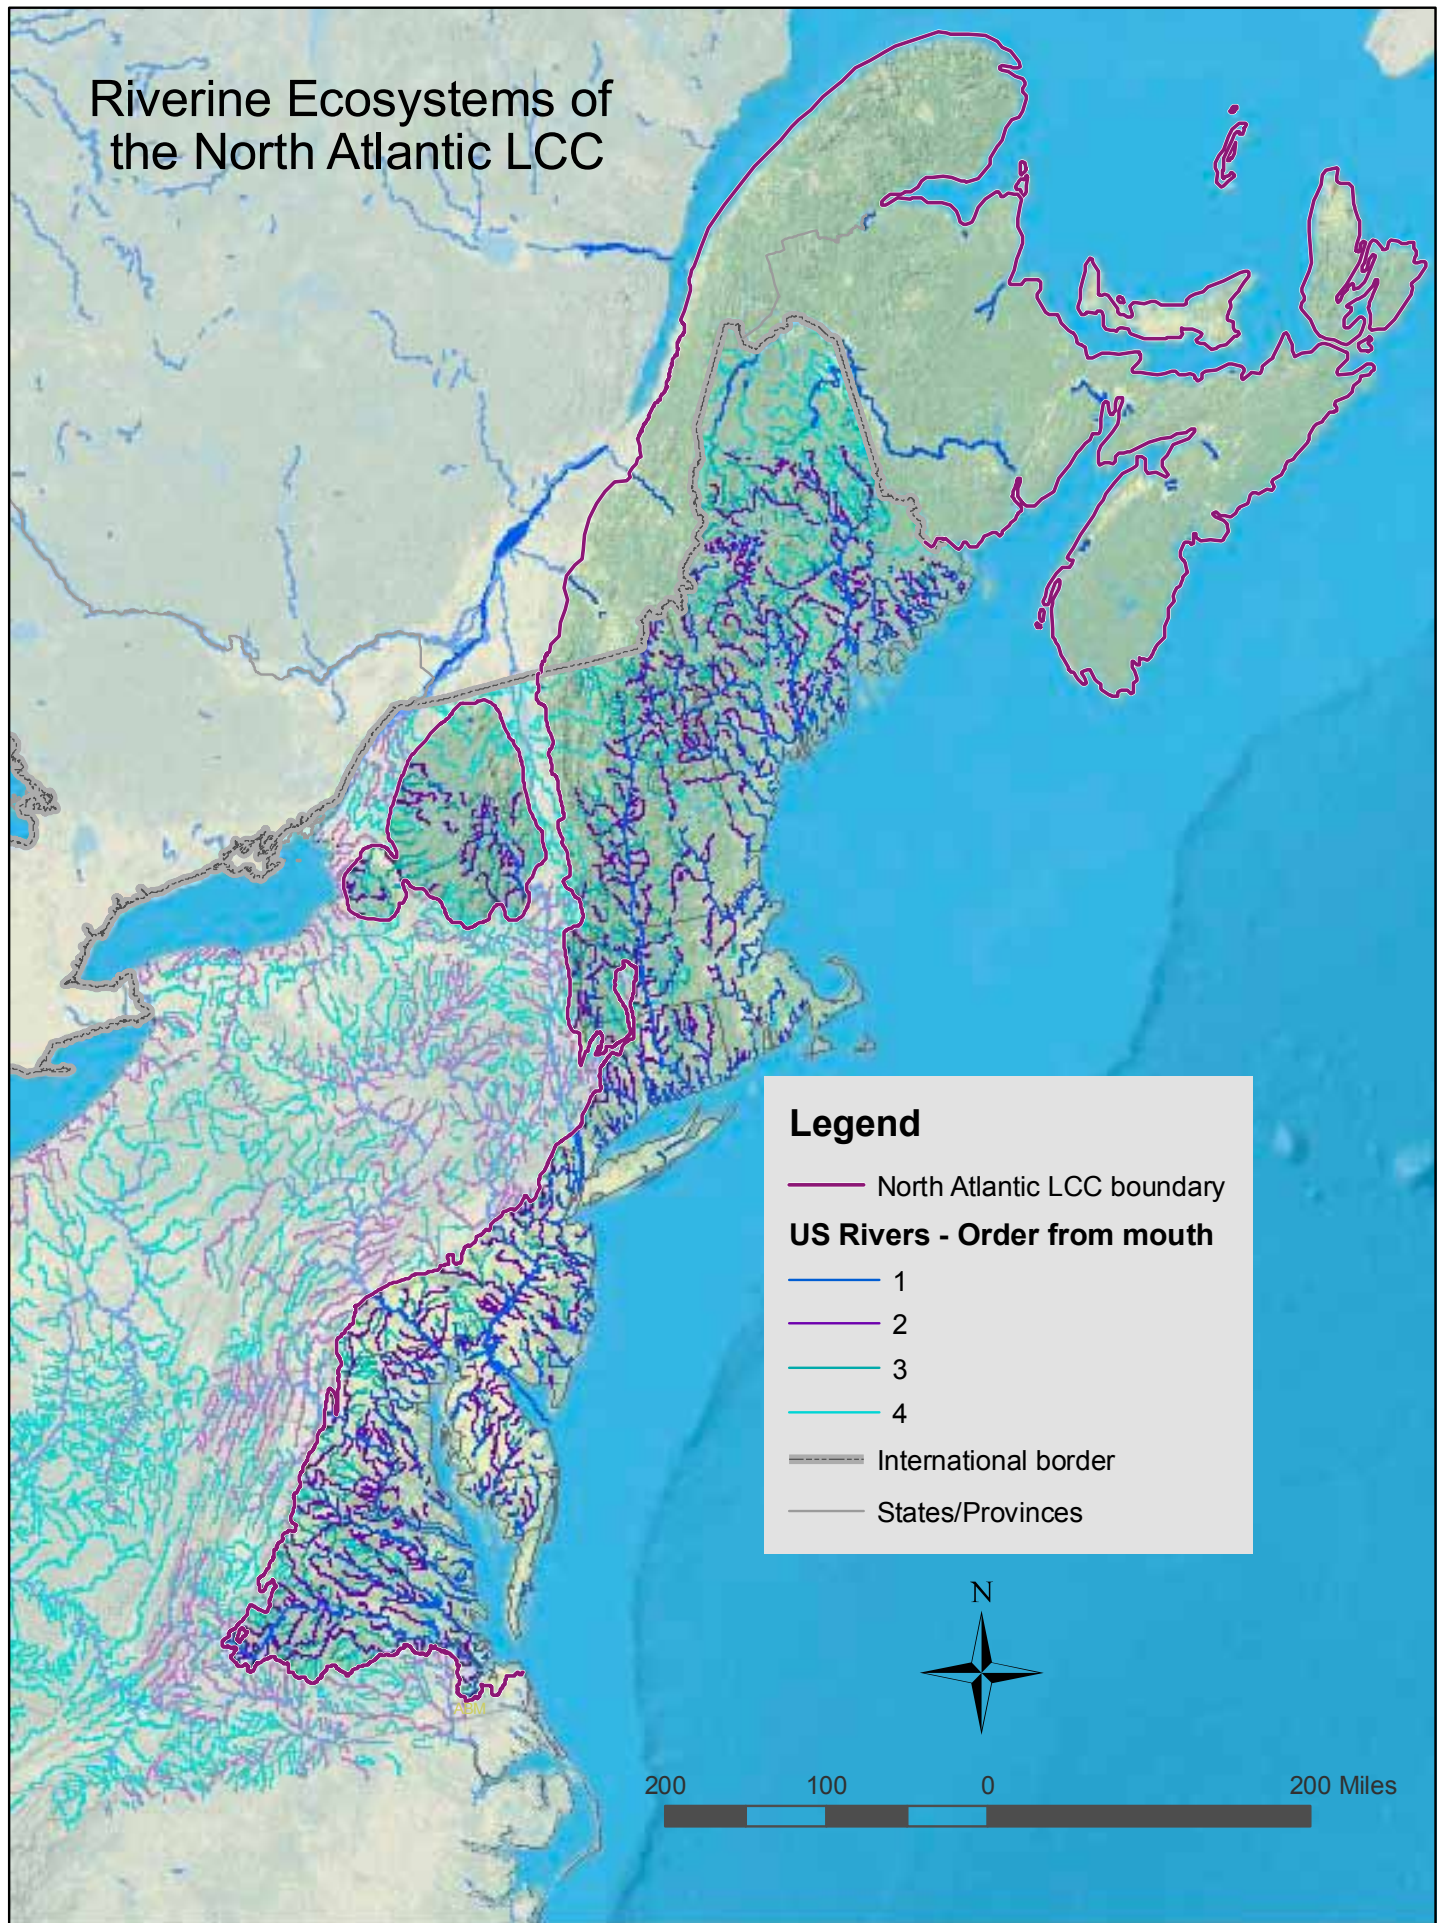 Riverine Ecosystems of
the North Atlantic LCC
Legend
North Atlantic LCC boundary
US Rivers - Order from mouth
1
2
3
4
International border
States/Provinces
N
200 100 0 200 Miles